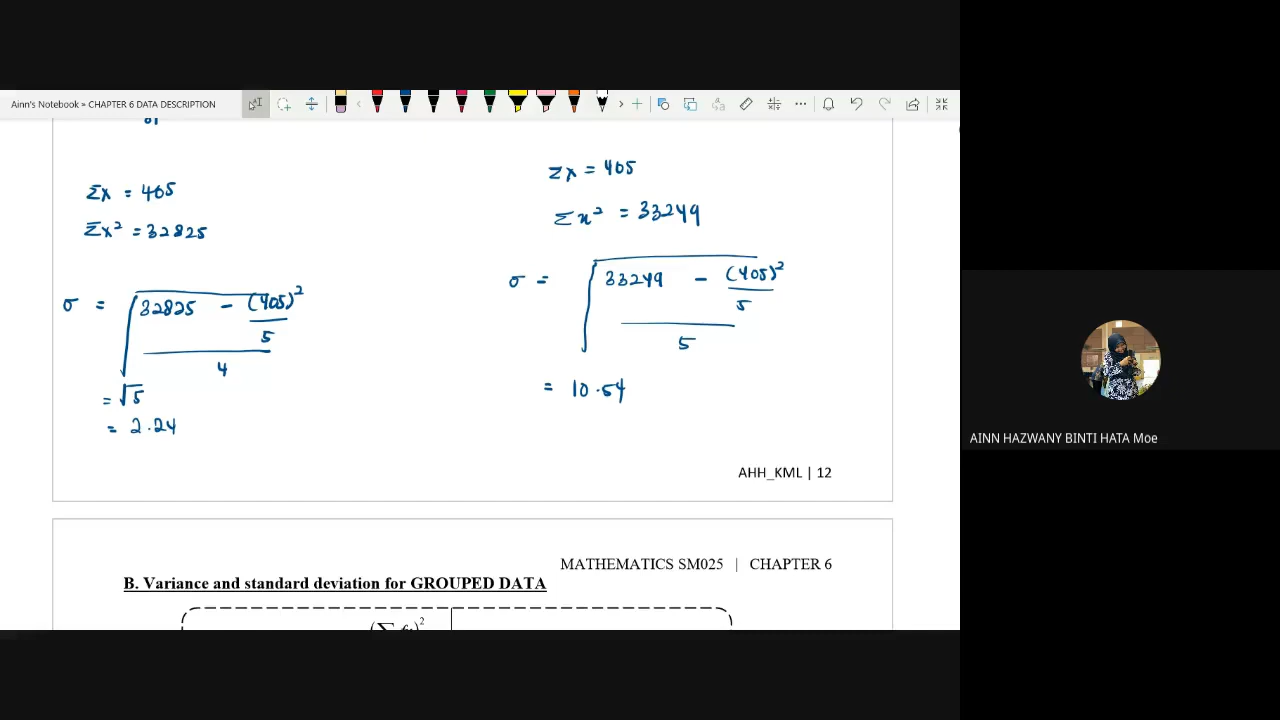 Ainn's Notebook » CHAPTER 6 DATA DESCRIPTION
Σx = 405
Σx² = 32825
σ = √32825 − (405)²
5
4
= √5
= 2.24
Σx = 405
Σx² = 33249
σ = √33249 − (405)²
5
5
= 10.54
AHH_KML | 12
MATHEMATICS SM025 | CHAPTER 6
B. Variance and standard deviation for GROUPED DATA
AINN HAZWANY BINTI HATA Moe